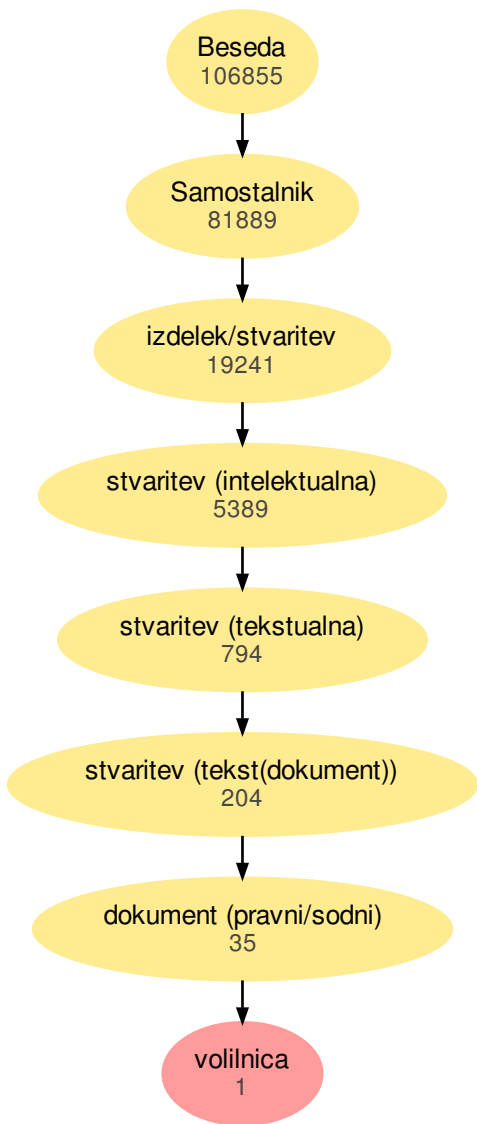 Beseda
106855
Samostalnik
81889
izdelek/stvaritev
19241
stvaritev (intelektualna)
5389
stvaritev (tekstualna)
794
stvaritev (tekst(dokument))
204
dokument (pravni/sodni)
35
volilnica
1